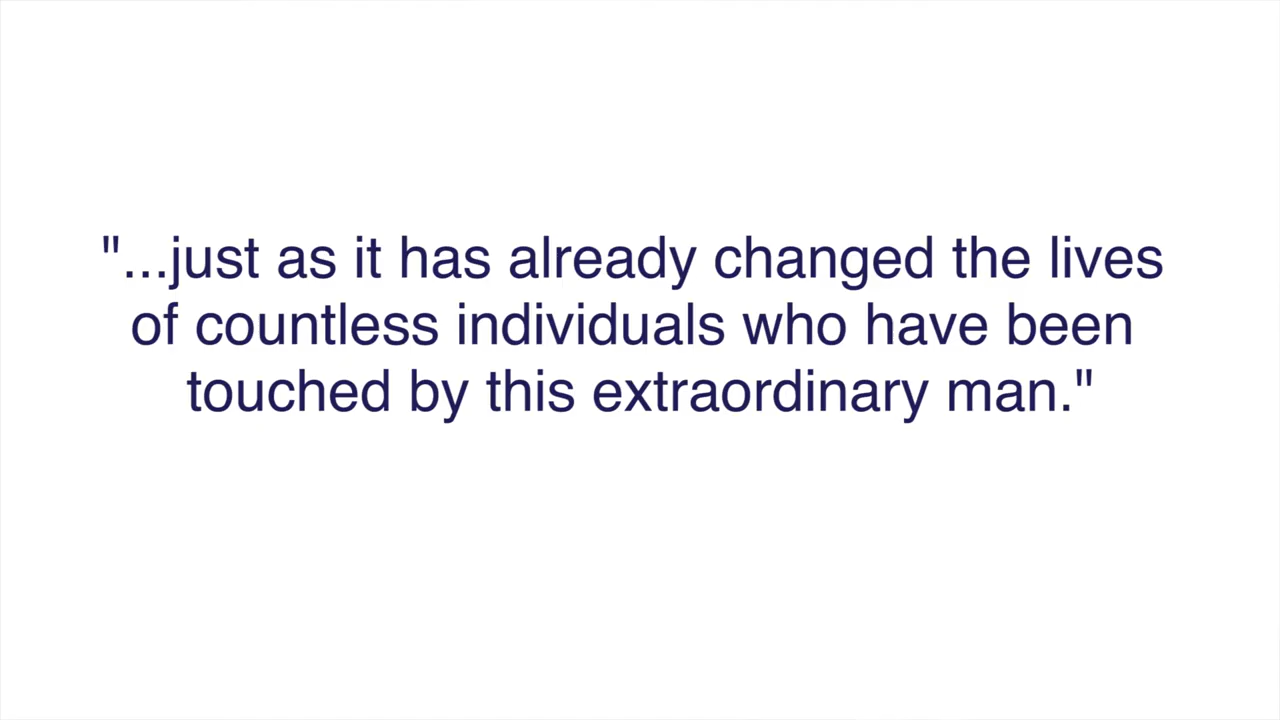 "...just as it has already changed the lives
of countless individuals who have been
touched by this extraordinary man."